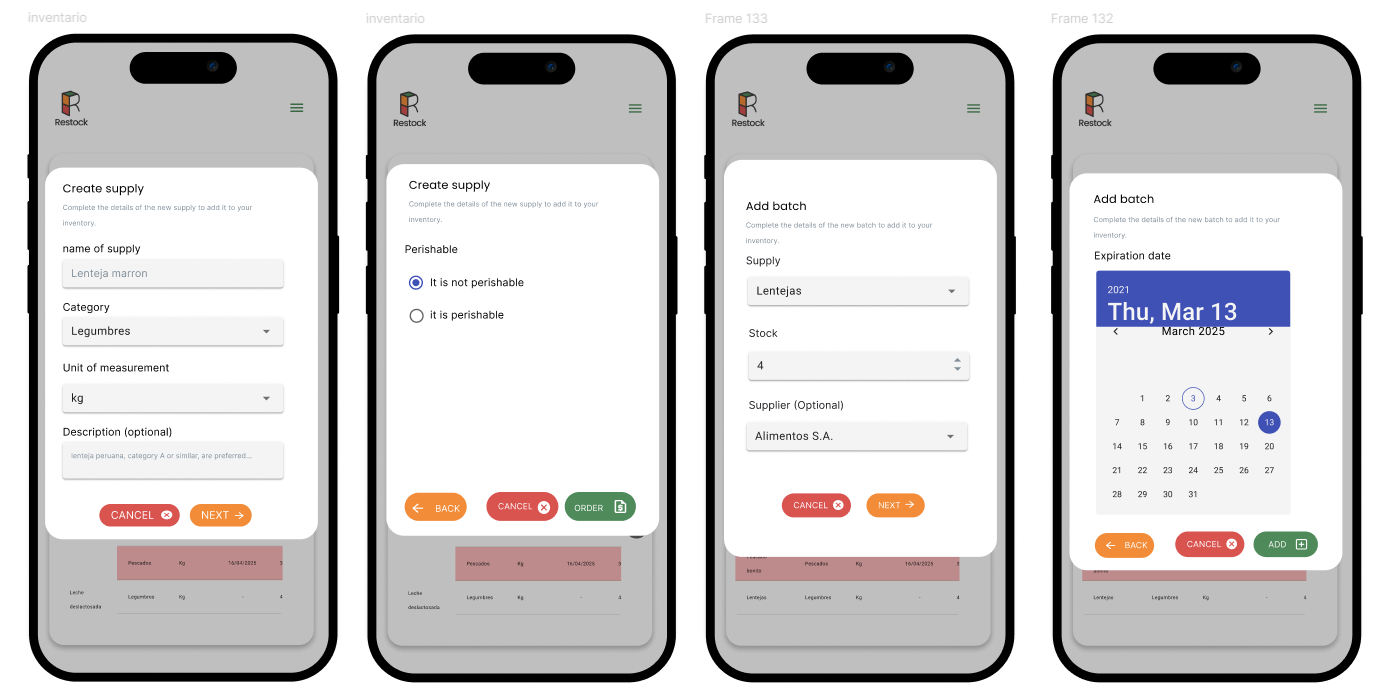 inventario
Restock
Create supply
Complete the details of the new supply to add it to your
inventory.
name of supply
Lenteja marron
Category
Legumbres
Unit of measurement
kg
Description (optional)
lenteja peruana, category A or similar, are preferred...
CANCEL
NEXT
Pescados Kg 16/04/2025 3
Leche
deslactosada
Legumbres Kg - 4
inventario
Restock
Create supply
Complete the details of the new supply to add it to your
inventory.
Perishable
It is not perishable
it is perishable
BACK
CANCEL
ORDER
Pescados Kg 16/04/2025 3
Leche
deslactosada
Legumbres Kg - 4
Frame 133
Restock
Add batch
Complete the details of the new batch to add it to your
inventory.
Supply
Lentejas
Stock
4
Supplier (Optional)
Alimentos S.A.
CANCEL
NEXT
bonito Pescados Kg 16/04/2025 3
Lentejas Legumbres Kg - 4
Frame 132
Restock
Add batch
Complete the details of the new batch to add it to your
inventory.
Expiration date
2021
Thu, Mar 13
March 2025
1 2 3 4 5 6
7 8 9 10 11 12 13
14 15 16 17 18 19 20
21 22 23 24 25 26 27
28 29 30 31
BACK
CANCEL
ADD
Lentejas Legumbres Kg - 4